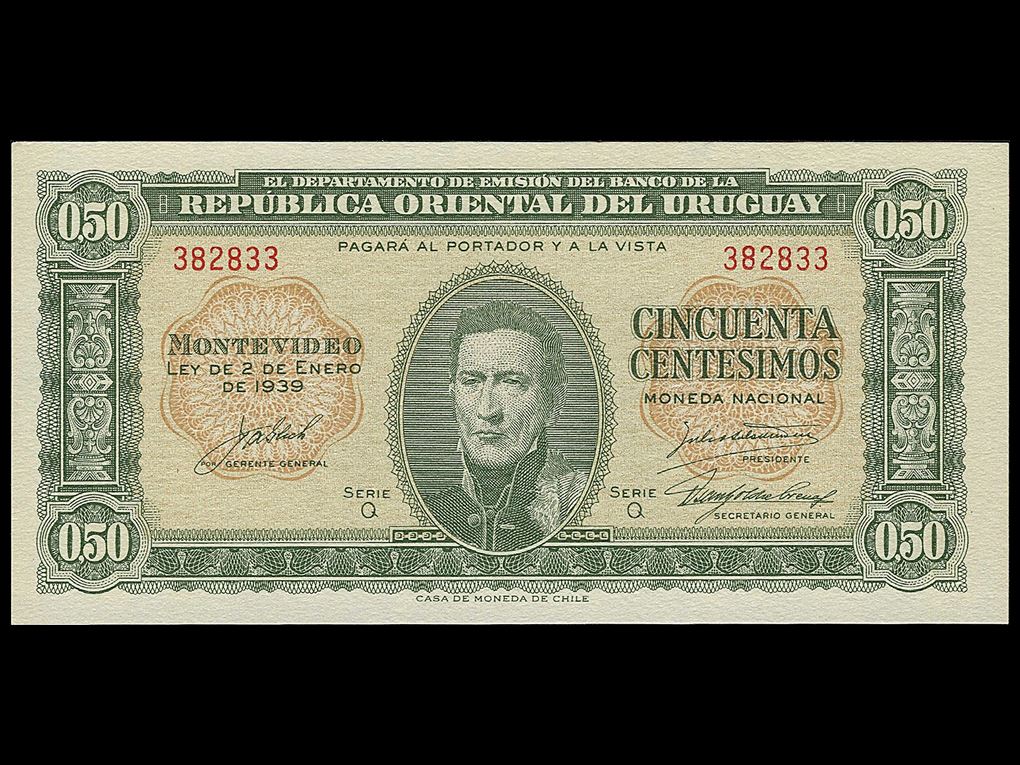 EL DEPARTAMENTO DE EMISIÓN DEL BANCO DE LA
REPÚBLICA ORIENTAL DEL URUGUAY
0,50 0,50
PAGARÁ AL PORTADOR Y A LA VISTA
382833 382833
MONTEVIDEO
LEY DE 2 DE ENERO
DE 1939
CINCUENTA
CENTESIMOS
MONEDA NACIONAL
POR GERENTE GENERAL
PRESIDENTE
SERIE
Q
SERIE
Q
SECRETARIO GENERAL
0,50 0,50
CASA DE MONEDA DE CHILE